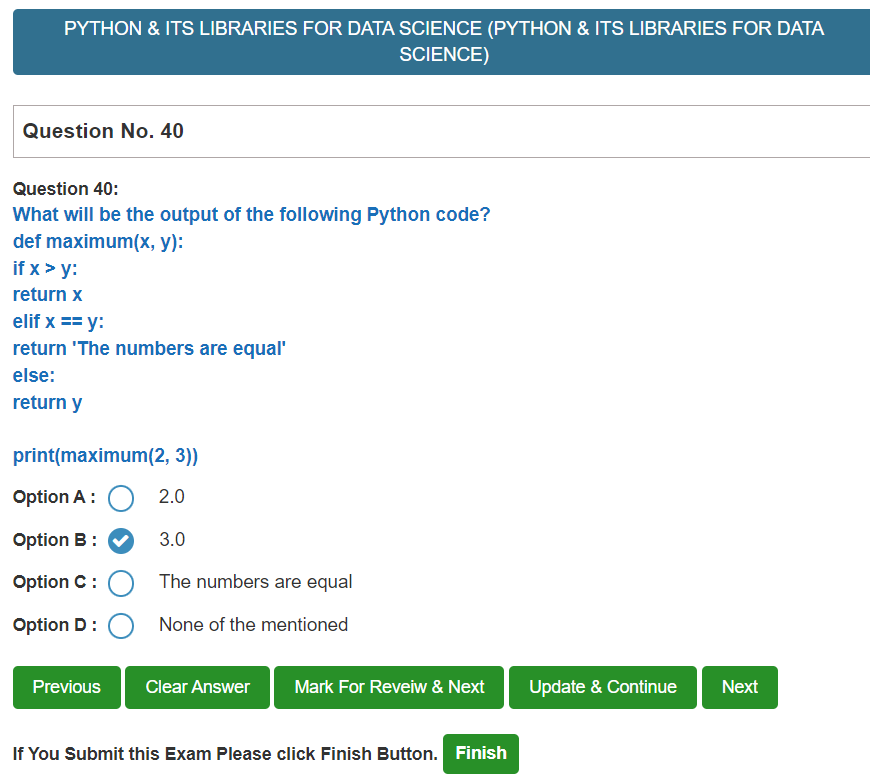 PYTHON & ITS LIBRARIES FOR DATA SCIENCE (PYTHON & ITS LIBRARIES FOR DATA
SCIENCE)
Question No. 40
Question 40:
What will be the output of the following Python code?
def maximum(x, y):
if x > y:
return x
elif x == y:
return 'The numbers are equal'
else:
return y
print(maximum(2, 3))
Option A : 2.0
Option B : 3.0
Option C : The numbers are equal
Option D : None of the mentioned
Previous Clear Answer Mark For Reveiw & Next Update & Continue Next
If You Submit this Exam Please click Finish Button. Finish